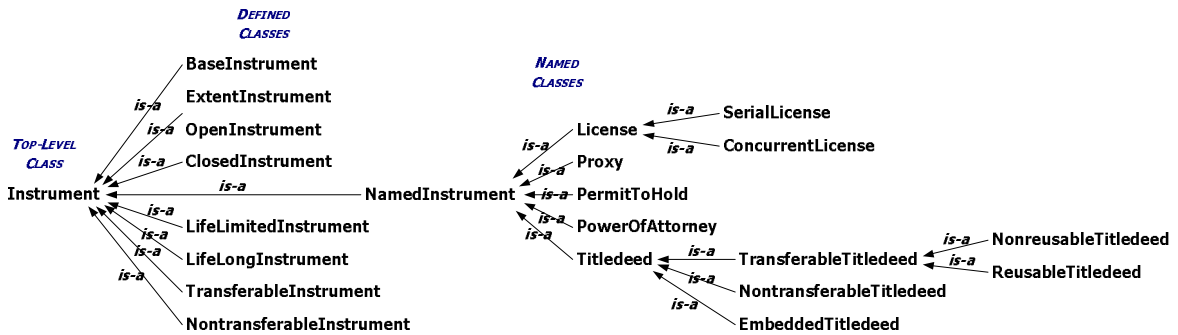 DEFINED
CLASSES
BaseInstrument
NAMED
CLASSES
ExtentInstrument
is-a
is-a
SerialLicense
is-a
OpenInstrument
License
TOP-LEVEL
CLASS
is-a
ClosedInstrument
is-a
ConcurrentLicense
is-a
Proxy
is-a
Instrument
is-a
NamedInstrument
is-a
PermitToHold
is-a
LifeLimitedInstrument
is-a
PowerOfAttorney
is-a
is-a
NonreusableTitledeed
is-a
is-a
LifeLongInstrument
Titledeed
is-a
TransferableTitledeed
is-a
ReusableTitledeed
is-a
is-a
TransferableInstrument
NontransferableTitledeed
is-a
NontransferableInstrument
EmbeddedTitledeed